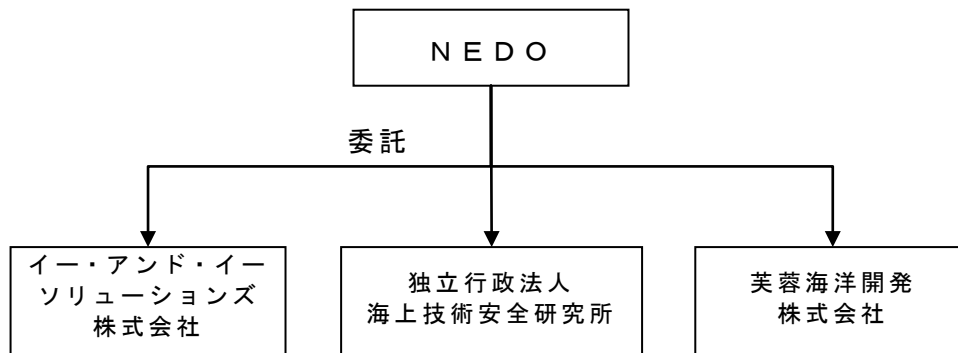 ＮＥＤＯ
委託
イー・アンド・イー
ソリューションズ
株式会社
独立行政法人
海上技術安全研究所
芙蓉海洋開発
株式会社